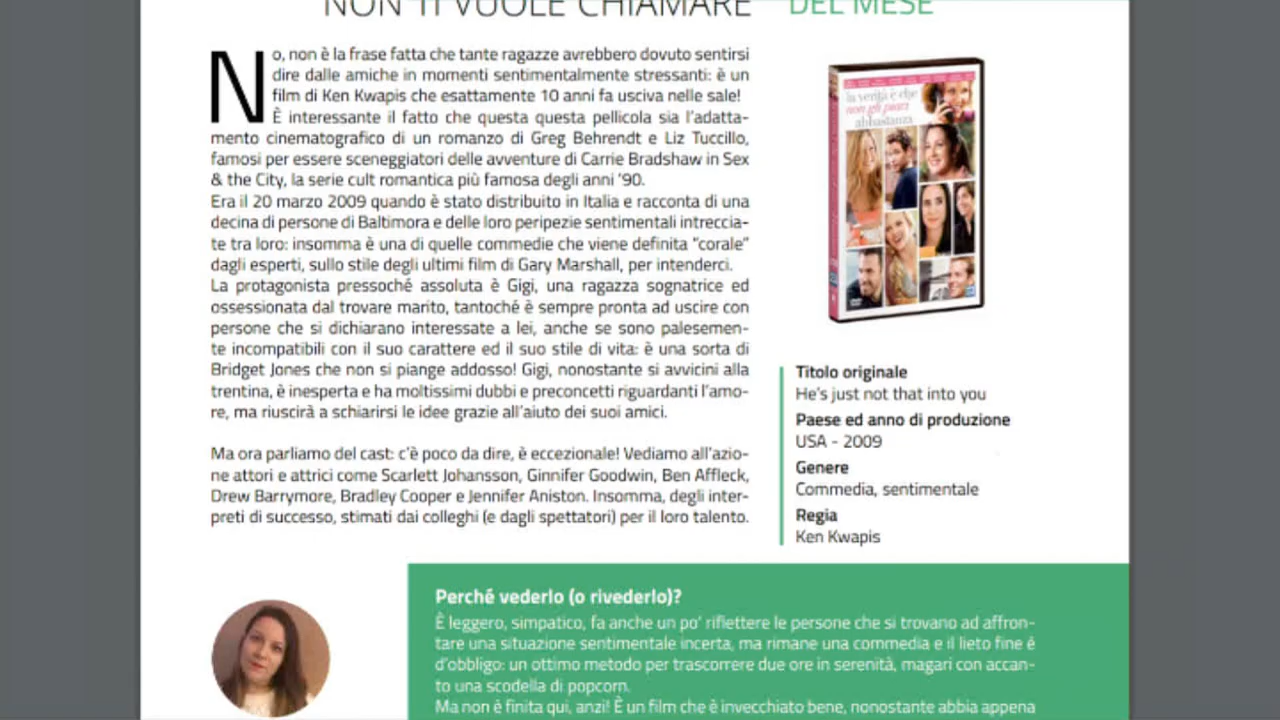 NON TI VUOLE CHIAMARE
DEL MESE
No, non è la frase fatta che tante ragazze avrebbero dovuto sentirsi
dire dalle amiche in momenti sentimentalmente stressanti: è un
film di Ken Kwapis che esattamente 10 anni fa usciva nelle sale!
È interessante il fatto che questa questa pellicola sia l'adatta-
mento cinematografico di un romanzo di Greg Behrendt e Liz Tuccillo,
famosi per essere sceneggiatori delle avventure di Carrie Bradshaw in Sex
& the City, la serie cult romantica più famosa degli anni '90.
Era il 20 marzo 2009 quando è stato distribuito in Italia e racconta di una
decina di persone di Baltimora e delle loro peripezie sentimentali intreccia-
te tra loro: insomma è una di quelle commedie che viene definita "corale"
dagli esperti, sullo stile degli ultimi film di Gary Marshall, per intenderci.
La protagonista pressoché assoluta è Gigi, una ragazza sognatrice ed
ossessionata dal trovare marito, tantoché è sempre pronta ad uscire con
persone che si dichiarano interessate a lei, anche se sono palesemen-
te incompatibili con il suo carattere ed il suo stile di vita: è una sorta di
Bridget Jones che non si piange addosso! Gigi, nonostante si avvicini alla
trentina, è inesperta e ha moltissimi dubbi e preconcetti riguardanti l'amo-
re, ma riuscirà a schiarirsi le idee grazie all'aiuto dei suoi amici.
Ma ora parliamo del cast: c'è poco da dire, è eccezionale! Vediamo all'azio-
ne attori e attrici come Scarlett Johansson, Ginnifer Goodwin, Ben Affleck,
Drew Barrymore, Bradley Cooper e Jennifer Aniston. Insomma, degli inter-
preti di successo, stimati dai colleghi (e dagli spettatori) per il loro talento.
la verità è che
non gli piaci
abbastanza
Titolo originale
He's just not that into you
Paese ed anno di produzione
USA - 2009
Genere
Commedia, sentimentale
Regia
Ken Kwapis
Perché vederlo (o rivederlo)?
È leggero, simpatico, fa anche un po' riflettere le persone che si trovano ad affron-
tare una situazione sentimentale incerta, ma rimane una commedia e il lieto fine é
d'obbligo: un ottimo metodo per trascorrere due ore in serenità, magari con accan-
to una scodella di popcorn.
Ma non è finita qui, anzi! È un film che è invecchiato bene, nonostante abbia appena